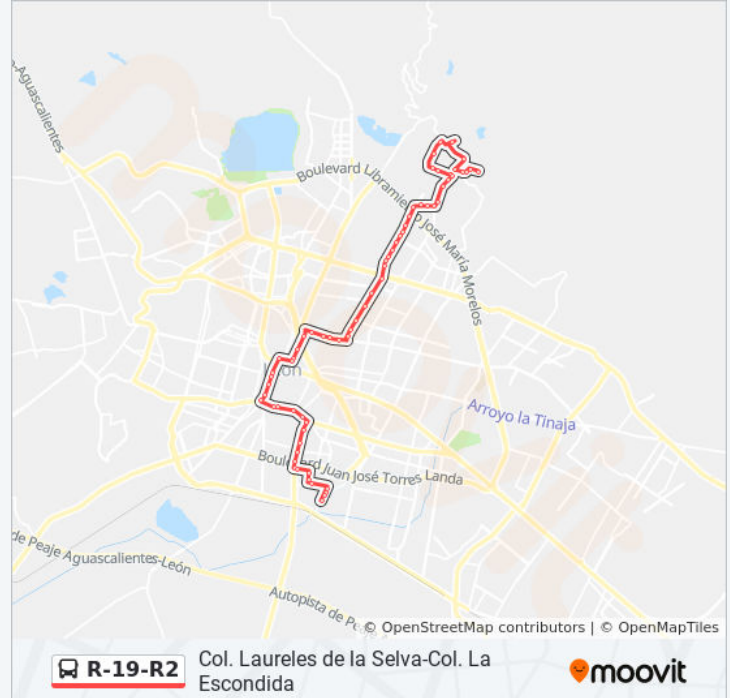 -Aguascalientes
Boulevard Libramiento José María Morelos
León
Arroyo la Tinaja
Boulevard Juan José Torres Landa
de Peaje Aguascalientes-León
Autopista de Pe
© OpenStreetMap contributors | © OpenMapTiles
R-19-R2
Col. Laureles de la Selva-Col. La
Escondida
moovit